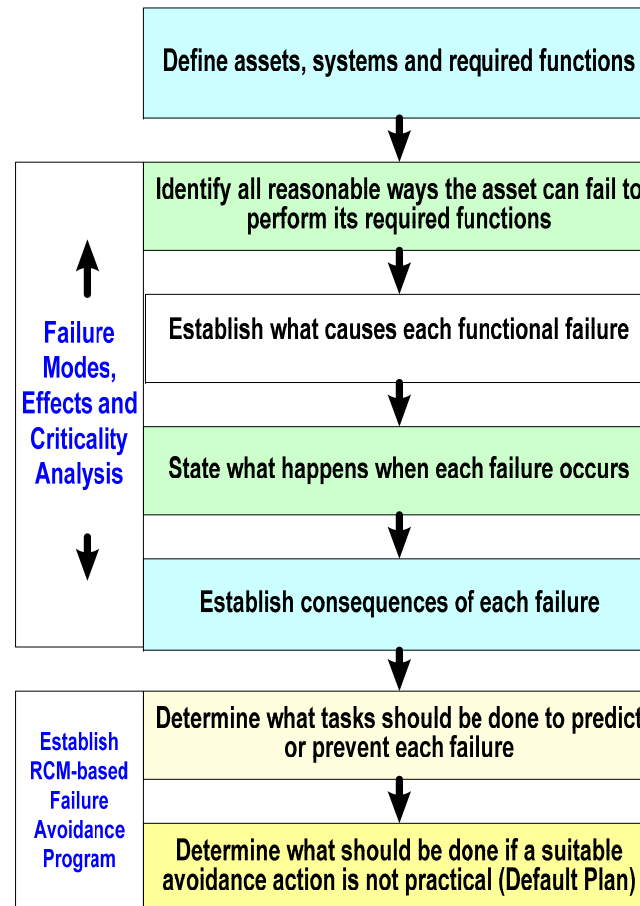 Define assets, systems and required functions
Identify all reasonable ways the asset can fail to
perform its required functions
Establish what causes each functional failure
State what happens when each failure occurs
Establish consequences of each failure
Failure
Modes,
Effects and
Criticality
Analysis
Determine what tasks should be done to predict
or prevent each failure
Determine what should be done if a suitable
avoidance action is not practical (Default Plan)
Establish
RCM-based
Failure
Avoidance
Program